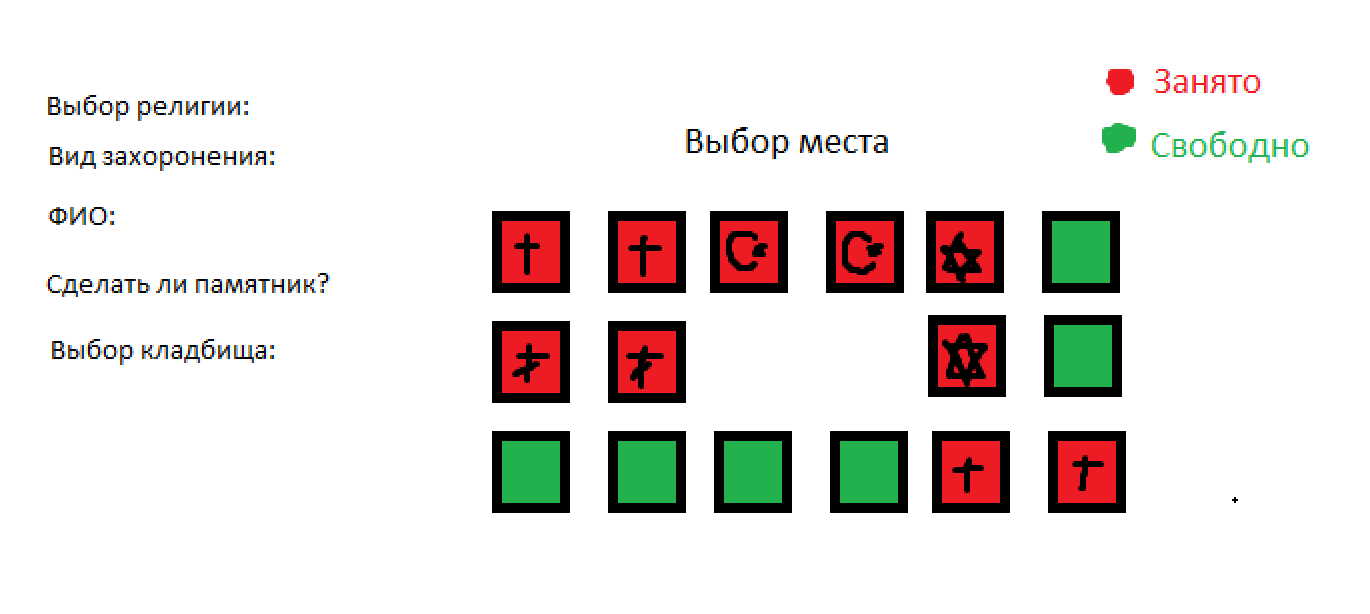 Выбор религии:
Вид захоронения:
ФИО:
Сделать ли памятник?
Выбор кладбища:
Выбор места
Занято
Свободно